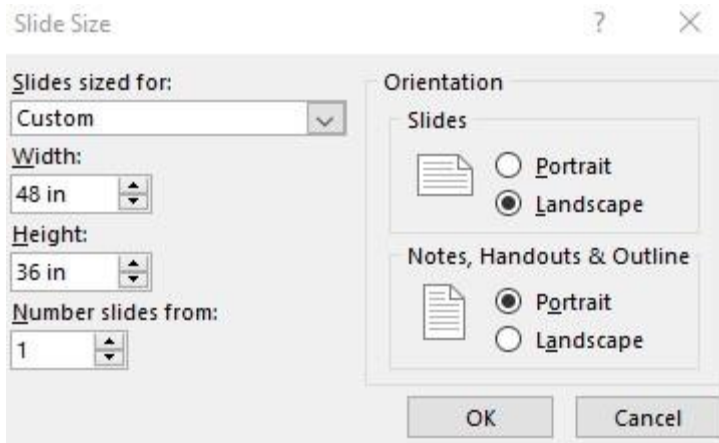 Slide Size ?
Slides sized for:
Custom
Width:
48 in
Height:
36 in
Number slides from:
1
Orientation
Slides
Portrait
Landscape
Notes, Handouts & Outline
Portrait
Landscape
OK
Cancel